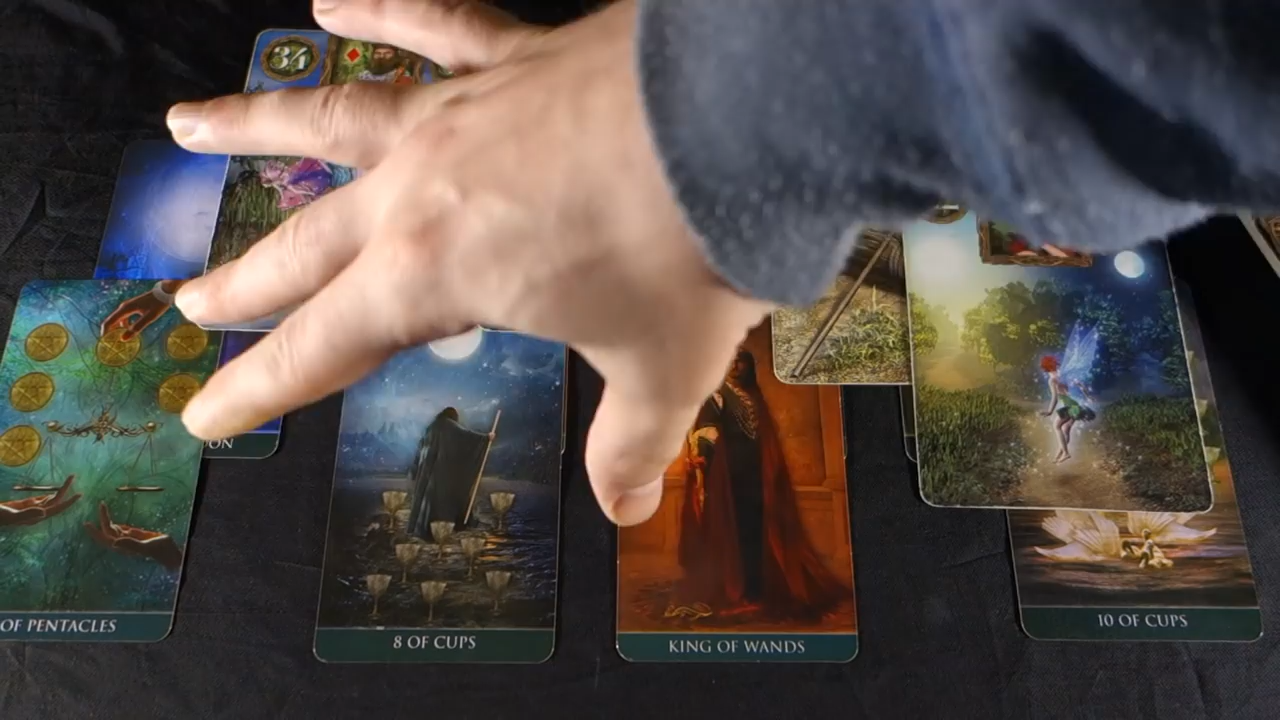 34
ON
OF PENTACLES
8 OF CUPS
KING OF WANDS
10 OF CUPS